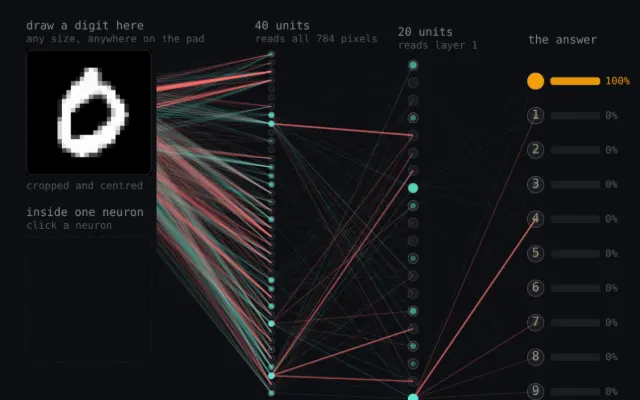 draw a digit here
any size, anywhere on the pad
40 units
reads all 784 pixels
20 units
reads layer 1
the answer
100%
1 0%
2 0%
3 0%
4 0%
5 0%
6 0%
7 0%
8 0%
9 0%
0
cropped and centred
inside one neuron
click a neuron